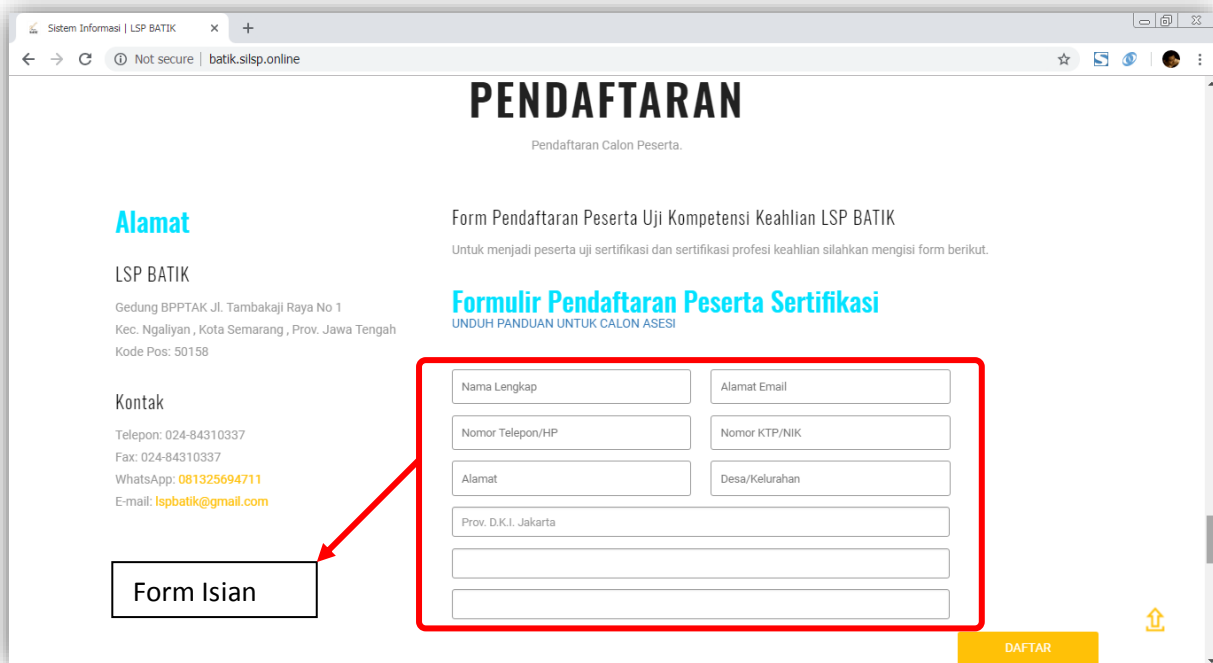 Sistem Informasi | LSP BATIK
Not secure | batik.silsp.online
PENDAFTARAN
Pendaftaran Calon Peserta.
Alamat
LSP BATIK
Gedung BPPTAK Jl. Tambakaji Raya No 1
Kec. Ngaliyan , Kota Semarang , Prov. Jawa Tengah
Kode Pos: 50158
Kontak
Telepon: 024-84310337
Fax: 024-84310337
WhatsApp: 081325694711
E-mail: lspbatik@gmail.com
Form Isian
Form Pendaftaran Peserta Uji Kompetensi Keahlian LSP BATIK
Untuk menjadi peserta uji sertifikasi dan sertifikasi profesi keahlian silahkan mengisi form berikut.
Formulir Pendaftaran Peserta Sertifikasi
UNDUH PANDUAN UNTUK CALON ASESI
Nama Lengkap
Alamat Email
Nomor Telepon/HP
Nomor KTP/NIK
Alamat
Desa/Kelurahan
Prov. D.K.I. Jakarta
DAFTAR